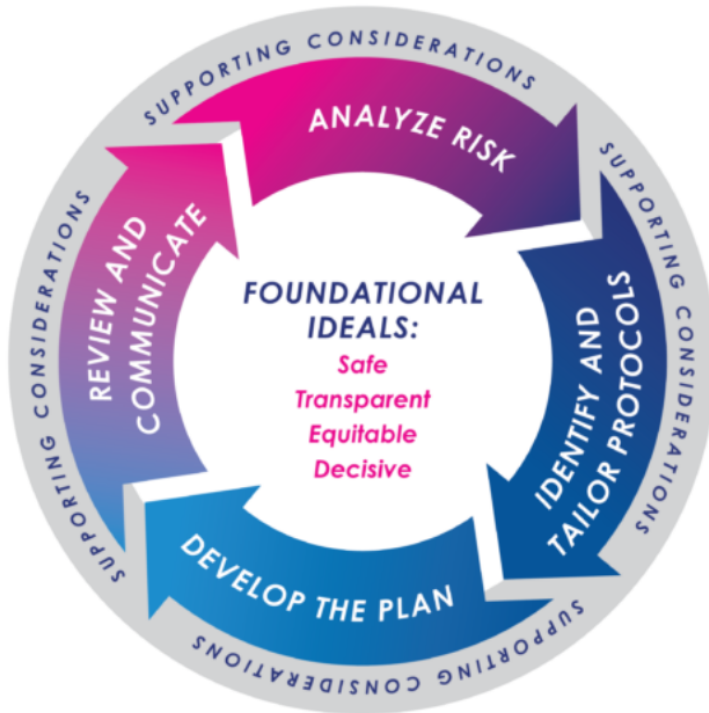 SUPPORTING CONSIDERATIONS
ANALYZE RISK
SUPPORTING CONSIDERATIONS
IDENTIFY AND
TAILOR PROTOCOLS
SUPPORTING CONSIDERATIONS
DEVELOP THE PLAN
SUPPORTING CONSIDERATIONS
REVIEW AND
COMMUNICATE
FOUNDATIONAL
IDEALS:
Safe
Transparent
Equitable
Decisive